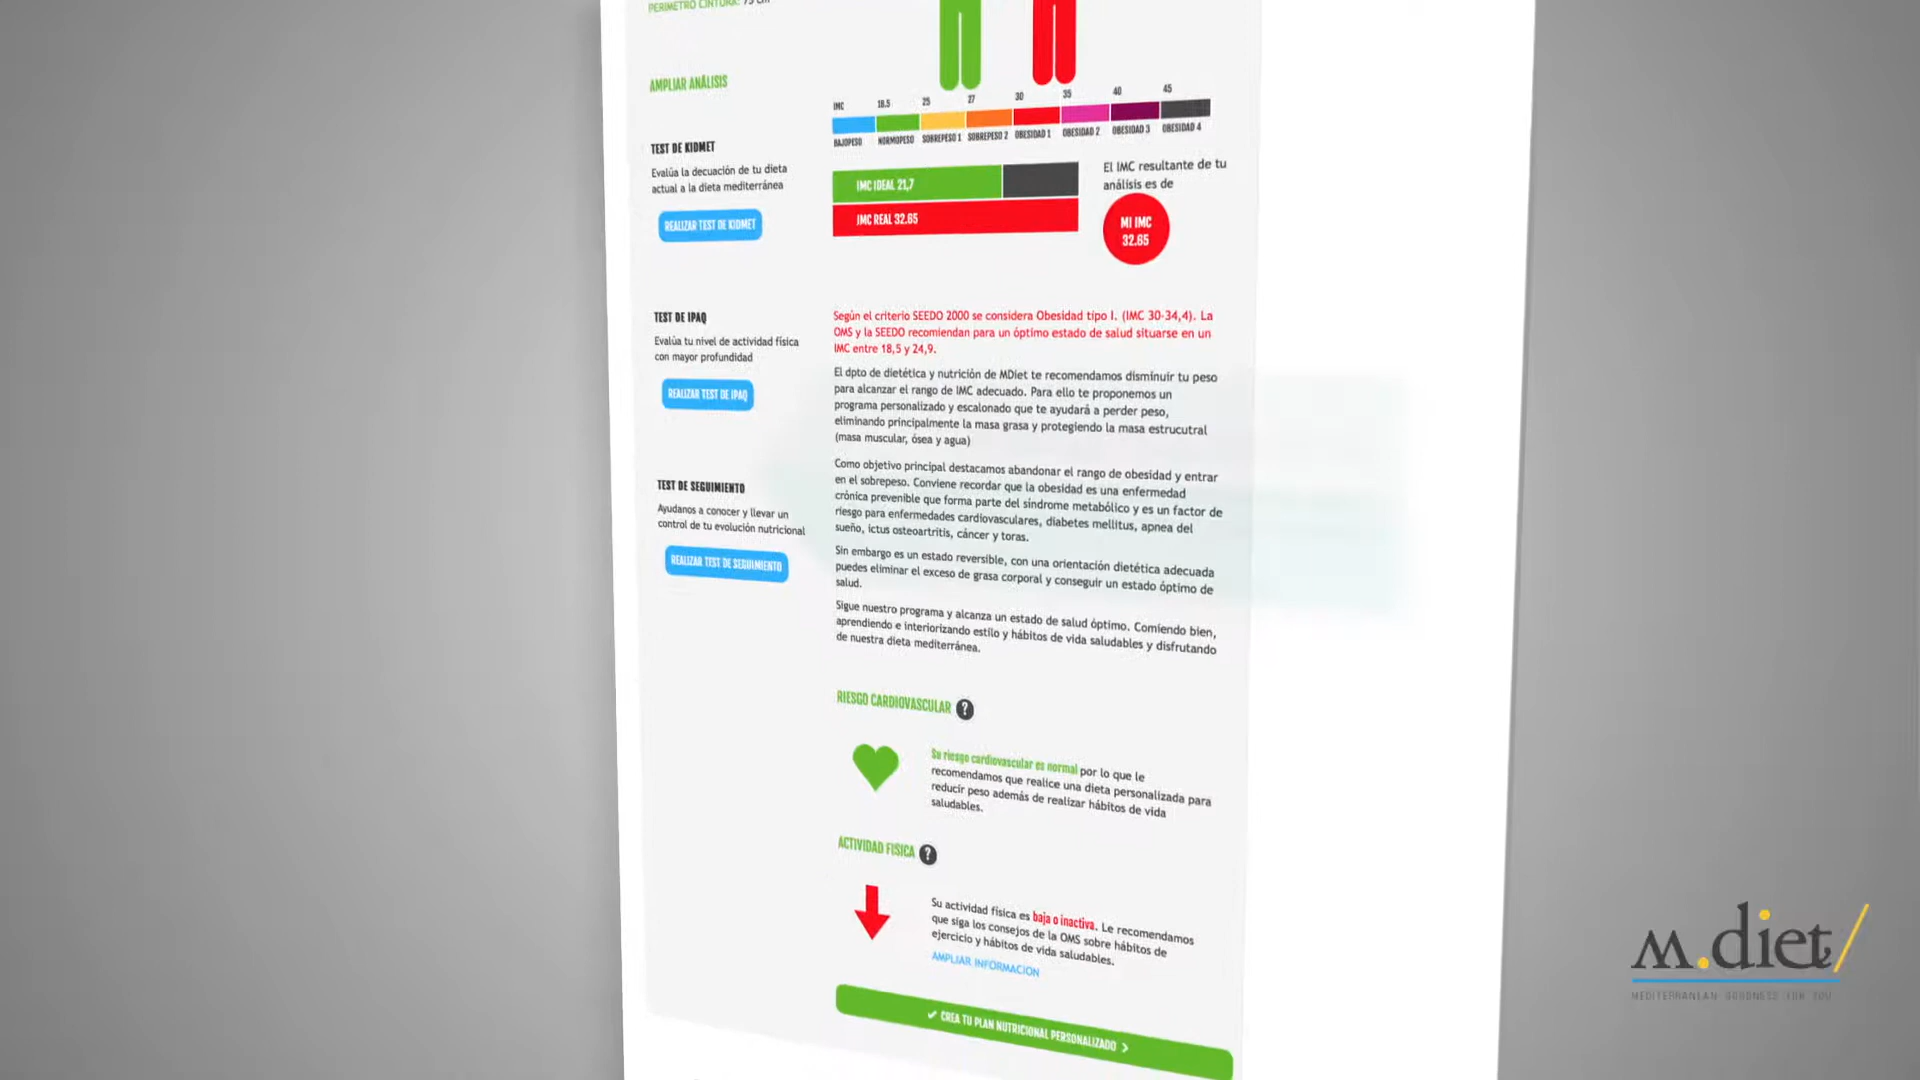 PERÍMETRO CINTURA: 75 cm
AMPLIAR ANÁLISIS
TEST DE KIDMET
Evalúa la decuación de tu dieta
actual a la dieta mediterránea
REALIZAR TEST DE KIDMET
TEST DE IPAQ
Evalúa tu nivel de actividad física
con mayor profundidad
REALIZAR TEST DE IPAQ
TEST DE SEGUIMIENTO
Ayudanos a conocer y llevar un
control de tu evolución nutricional
REALIZAR TEST DE SEGUIMIENTO
IMC 18.5 25 27 30 35 40 45
BAJOPESO NORMOPESO SOBREPESO 1 SOBREPESO 2 OBESIDAD 1 OBESIDAD 2 OBESIDAD 3 OBESIDAD 4
IMC IDEAL 21,7
IMC REAL 32.65
El IMC resultante de tu
análisis es de
MI IMC
32.65
Según el criterio SEEDO 2000 se considera Obesidad tipo I. (IMC 30-34,4). La
OMS y la SEEDO recomiendan para un óptimo estado de salud situarse en un
IMC entre 18,5 y 24,9.
El dpto de dietética y nutrición de MDiet te recomendamos disminuir tu peso
para alcanzar el rango de IMC adecuado. Para ello te proponemos un
programa personalizado y escalonado que te ayudará a perder peso,
eliminando principalmente la masa grasa y protegiendo la masa estrucutral
(masa muscular, ósea y agua)
Como objetivo principal destacamos abandonar el rango de obesidad y entrar
en el sobrepeso. Conviene recordar que la obesidad es una enfermedad
crónica prevenible que forma parte del síndrome metabólico y es un factor de
riesgo para enfermedades cardiovasculares, diabetes mellitus, apnea del
sueño, ictus osteoartritis, cáncer y toras.
Sin embargo es un estado reversible, con una orientación dietética adecuada
puedes eliminar el exceso de grasa corporal y conseguir un estado óptimo de
salud.
Sigue nuestro programa y alcanza un estado de salud óptimo. Comiendo bien,
aprendiendo e interiorizando estilo y hábitos de vida saludables y disfrutando
de nuestra dieta mediterránea.
RIESGO CARDIOVASCULAR ?
Su riesgo cardiovascular es normal por lo que le
recomendamos que realice una dieta personalizada para
reducir peso además de realizar hábitos de vida
saludables.
ACTIVIDAD FISICA ?
Su actividad física es baja o inactiva. Le recomendamos
que siga los consejos de la OMS sobre hábitos de
ejercicio y hábitos de vida saludables.
AMPLIAR INFORMACION
CREA TU PLAN NUTRICIONAL PERSONALIZADO >
M.diet/
MEDITERRANEAN GOODNESS FOR YOU